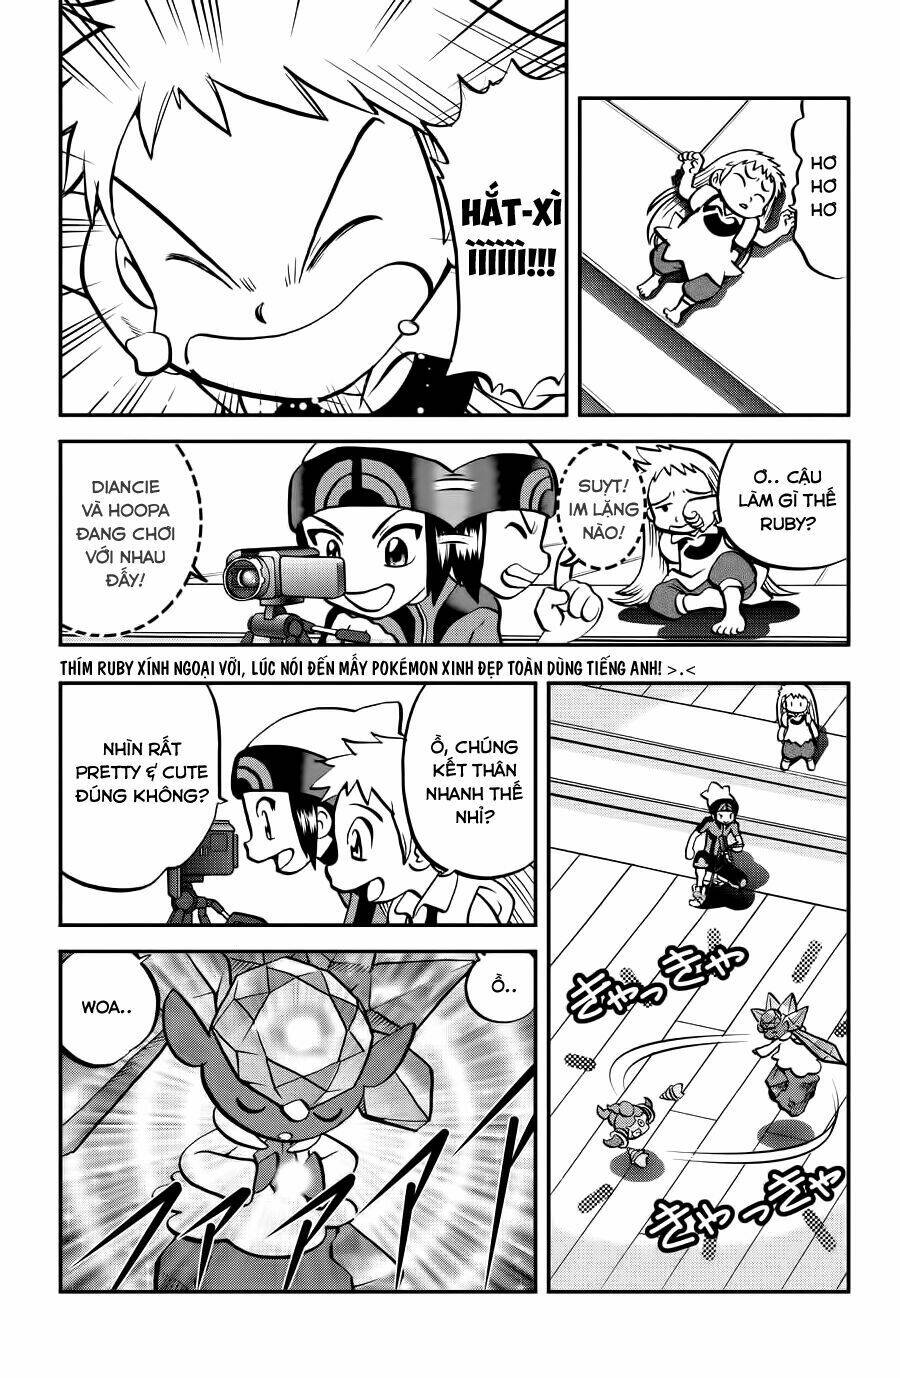 HƠ
HƠ
HƠ
HẮT-XÌ
ÌÌÌÌÌÌ!!!
Ơ.. CẬU
LÀM GÌ THẾ
RUBY?
SUYT!
IM LẶNG
NÀO!
DIANCIE
VÀ HOOPA
ĐANG CHƠI
VỚI NHAU
ĐẤY!
THÍM RUBY XÍNH NGOẠI VỠI, LÚC NÓI ĐẾN MẤY POKÉMON XINH ĐẸP TOÀN DÙNG TIẾNG ANH! >.<
Ồ, CHÚNG
KẾT THÂN
NHANH THẾ
NHỈ?
NHÌN RẤT
PRETTY & CUTE
ĐÚNG KHÔNG?
きゃっきゃ
きゃっきゃ
Ồ..
WOA..